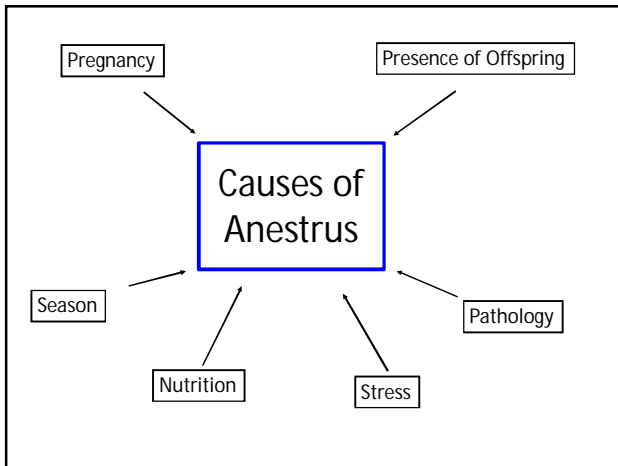 Pregnancy
Presence of Offspring
Causes of
Anestrus
Season
Pathology
Nutrition
Stress